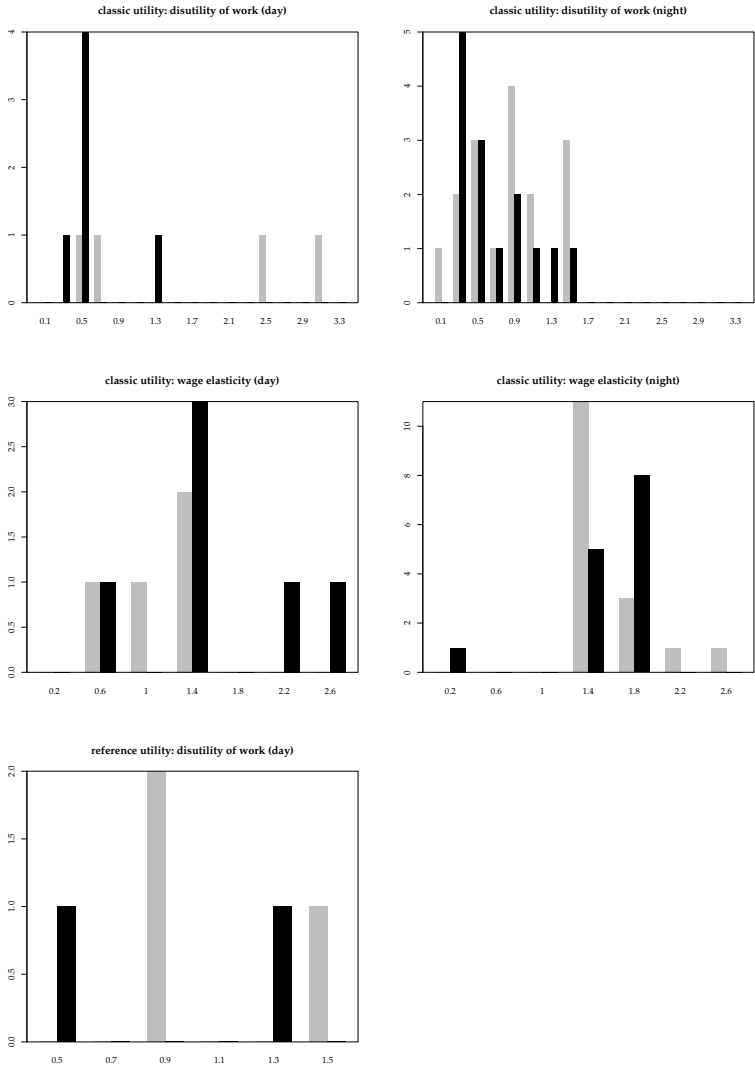 classic utility: disutility of work (day)
4
3
2
1
0
0.1 0.5 0.9 1.3 1.7 2.1 2.5 2.9 3.3
classic utility: disutility of work (night)
5
4
3
2
1
0
0.1 0.5 0.9 1.3 1.7 2.1 2.5 2.9 3.3
classic utility: wage elasticity (day)
3.0
2.5
2.0
1.5
1.0
0.5
0.0
0.2 0.6 1 1.4 1.8 2.2 2.6
classic utility: wage elasticity (night)
10
8
6
4
2
0
0.2 0.6 1 1.4 1.8 2.2 2.6
reference utility: disutility of work (day)
2.0
1.5
1.0
0.5
0.0
0.5 0.7 0.9 1.1 1.3 1.5